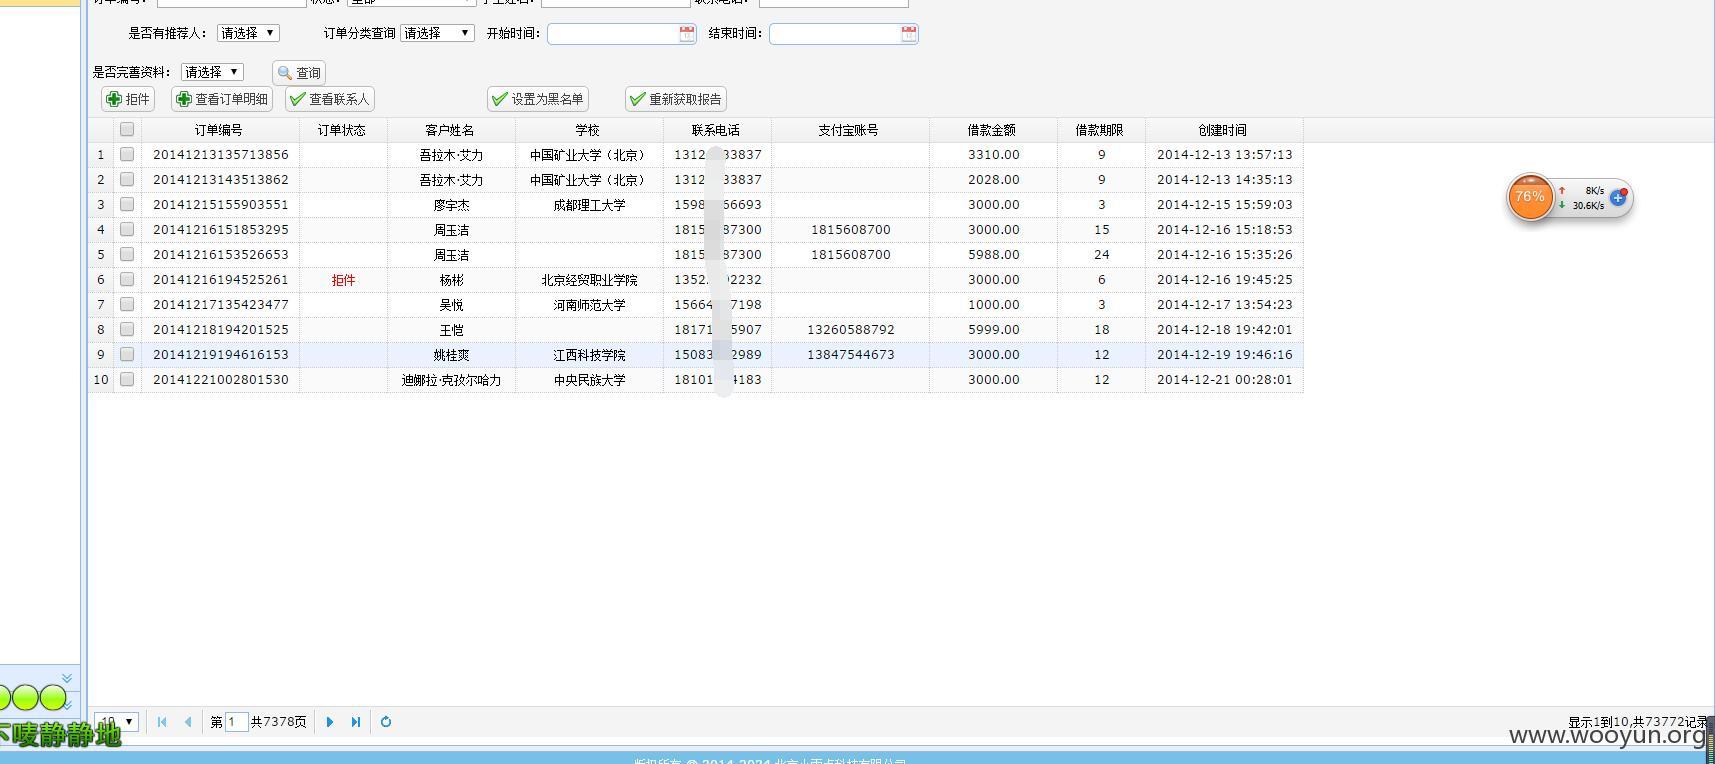 订单编号： 状态： 全部 学生姓名： 联系电话：
是否有推荐人： 请选择 订单分类查询 请选择 开始时间： 结束时间：
是否完善资料： 请选择 查询
拒件 查看订单明细 查看联系人 设置为黑名单 重新获取报告
订单编号 订单状态 客户姓名 学校 联系电话 支付宝账号 借款金额 借款期限 创建时间
1 20141213135713856 吾拉木·艾力 中国矿业大学（北京） 1312 33837 3310.00 9 2014-12-13 13:57:13
2 20141213143513862 吾拉木·艾力 中国矿业大学（北京） 1312 33837 2028.00 9 2014-12-13 14:35:13
3 20141215155903551 廖宇杰 成都理工大学 1598 66693 3000.00 3 2014-12-15 15:59:03
4 20141216151853295 周玉洁 1815 87300 1815608700 3000.00 15 2014-12-16 15:18:53
5 20141216153526653 周玉洁 1815 87300 1815608700 5988.00 24 2014-12-16 15:35:26
6 20141216194525261 拒件 杨彬 北京经贸职业学院 1352 02232 3000.00 6 2014-12-16 19:45:25
7 20141217135423477 吴悦 河南师范大学 15664 7198 1000.00 3 2014-12-17 13:54:23
8 20141218194201525 王恺 18171 5907 13260588792 5999.00 18 2014-12-18 19:42:01
9 20141219194616153 姚桂爽 江西科技学院 15083 2989 13847544673 3000.00 12 2014-12-19 19:46:16
10 20141221002801530 迪娜拉·克孜尔哈力 中央民族大学 18101 4183 3000.00 12 2014-12-21 00:28:01
76% 8K/s
30.6K/s
10 第 1 共7378页 显示1到10,共73772记录
不唛静静地
www.wooyun.org